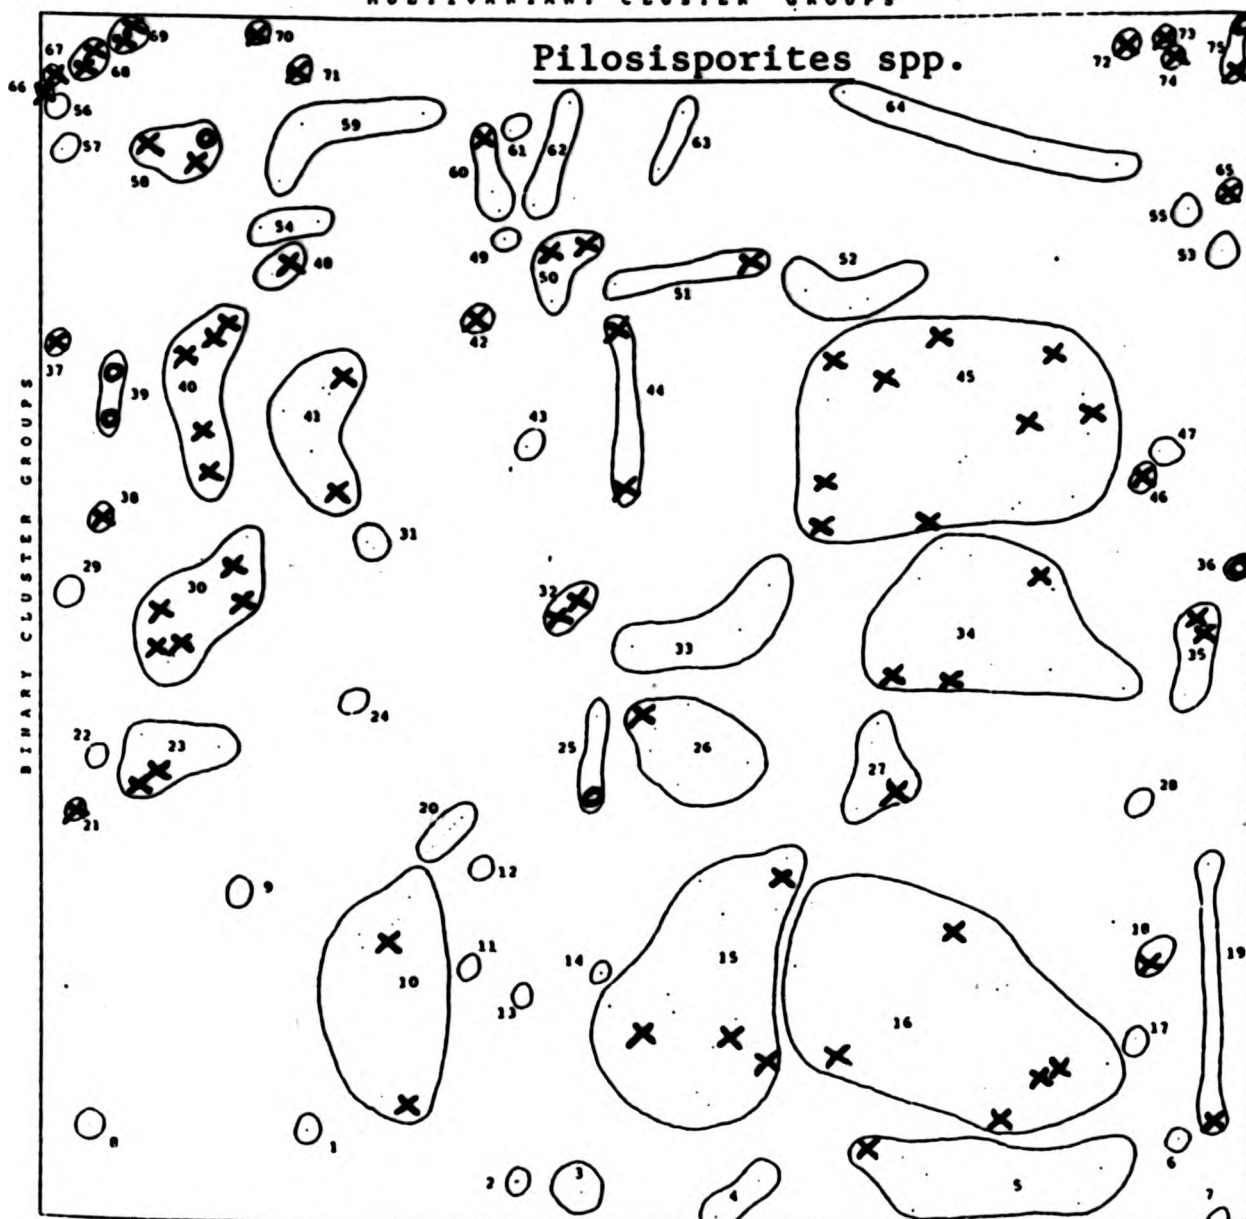 MULTIVARIANT CLUSTER GROUPS
Pilosisporites spp.
BINARY CLUSTER GROUPS
67 69 70 73 75
68 71 72 74
66
56 59 64
57 61 62 63
58 60 65
54 55
49 53
48 50 52
51
42
37 39 40 41 44 45
43 47
46
38
31
29 30 32 36
33 34 35
24
22 23 25 26 27
28
21 20
12
9
11 18
10 14 15 19
13 16 17
8 1
6
2 3 4 5 7